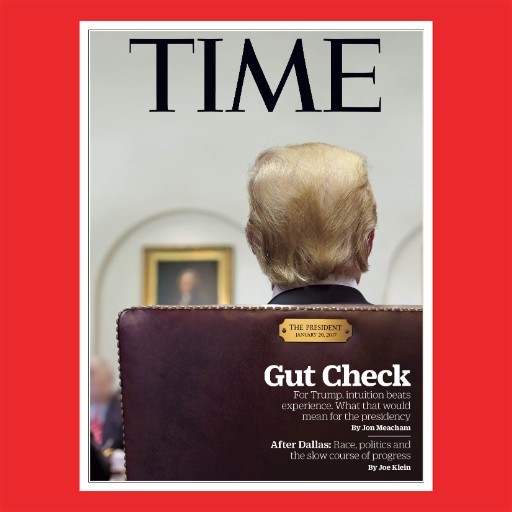 TIME
THE PRESIDENT
JANUARY 20, 2017
Gut Check
For Trump, intuition beats
experience. What that would
mean for the presidency
By Jon Meacham
After Dallas: Race, politics and
the slow course of progress
By Joe Klein